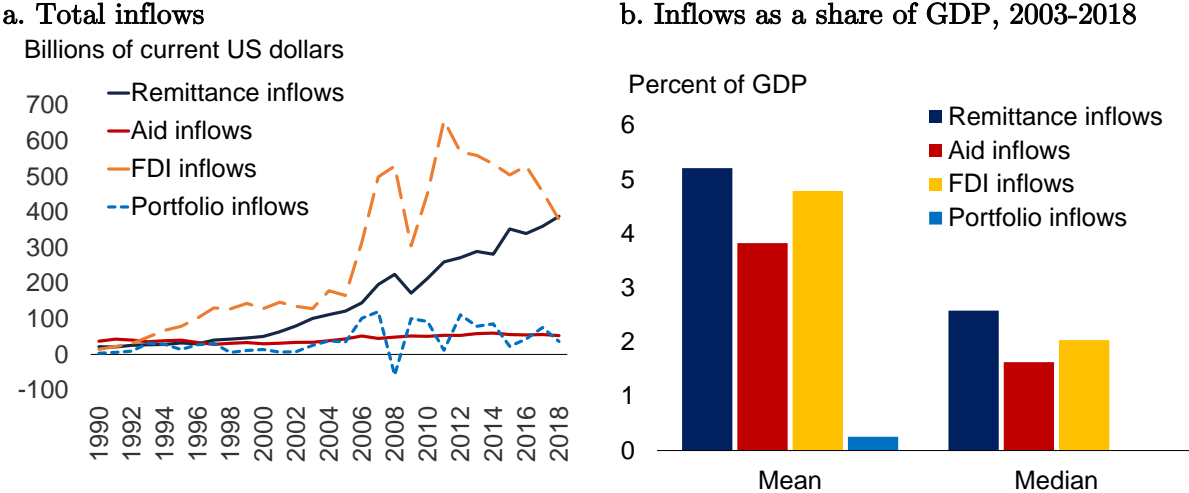 a. Total inflows
Billions of current US dollars
Remittance inflows
Aid inflows
FDI inflows
Portfolio inflows
700
600
500
400
300
200
100
0
-100
1990
1992
1994
1996
1998
2000
2002
2004
2006
2008
2010
2012
2014
2016
2018
b. Inflows as a share of GDP, 2003-2018
Percent of GDP
Remittance inflows
Aid inflows
FDI inflows
Portfolio inflows
6
5
4
3
2
1
0
Mean
Median